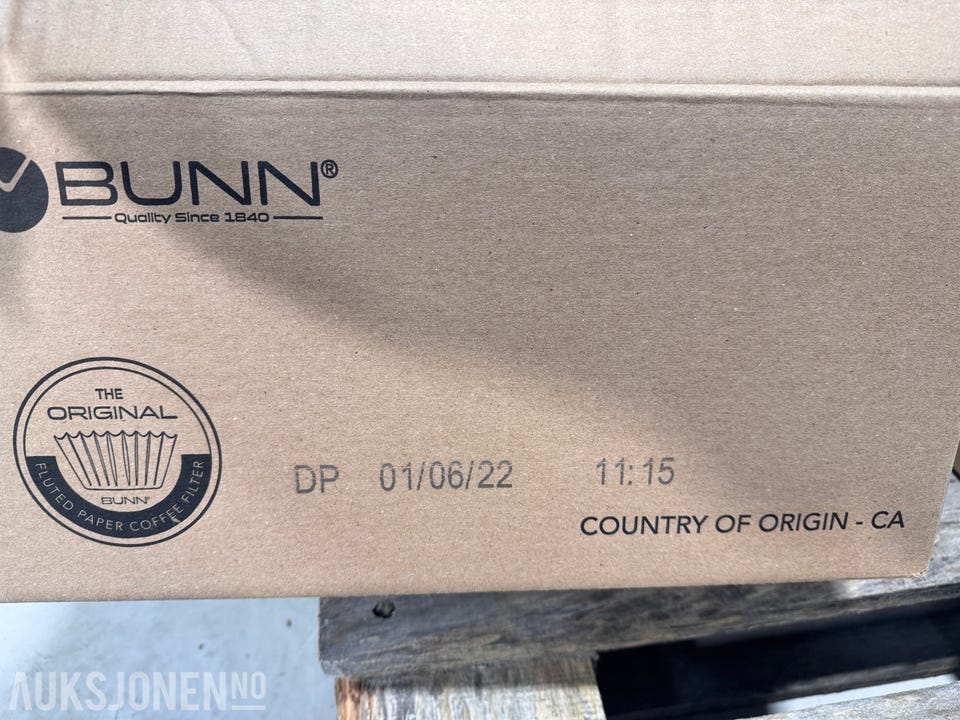 BUNN®
Quality Since 1840
THE
ORIGINAL
BUNN®
FLUTED PAPER COFFEE FILTER
DP 01/06/22 11:15
COUNTRY OF ORIGIN - CA
AUKSJONEN.NO